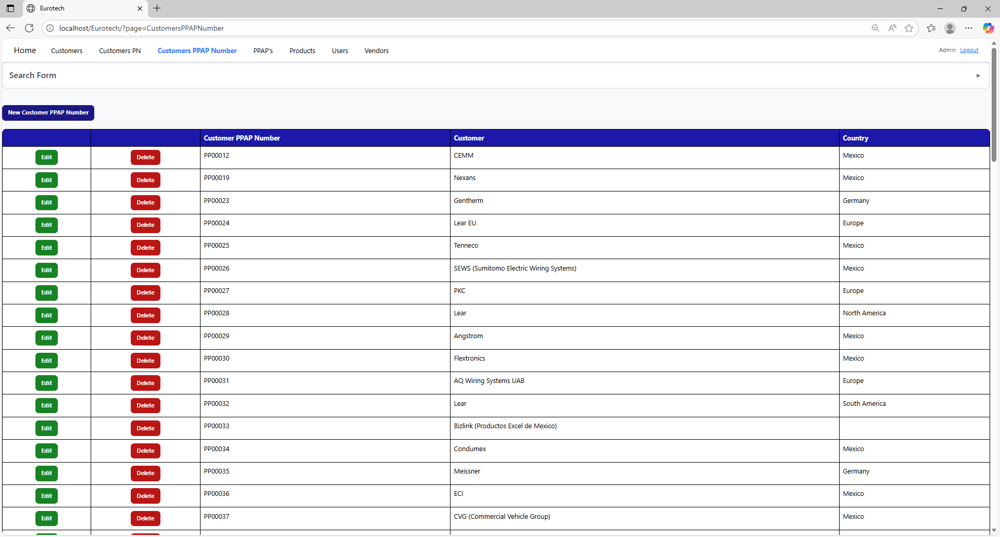 Eurotech
localhost/Eurotech/?page=CustomersPPAPNumber
Home Customers Customers PN Customers PPAP Number PPAP's Products Users Vendors Admin Logout
Search Form
New Customer PPAP Number
Customer PPAP Number Customer Country
Edit Delete PP00012 CEMM Mexico
Edit Delete PP00019 Nexans Mexico
Edit Delete PP00023 Gentherm Germany
Edit Delete PP00024 Lear EU Europe
Edit Delete PP00025 Tenneco Mexico
Edit Delete PP00026 SEWS (Sumitomo Electric Wiring Systems) Mexico
Edit Delete PP00027 PKC Europe
Edit Delete PP00028 Lear North America
Edit Delete PP00029 Angstrom Mexico
Edit Delete PP00030 Flextronics Mexico
Edit Delete PP00031 AQ Wiring Systems UAB Europe
Edit Delete PP00032 Lear South America
Edit Delete PP00033 Bizlink (Productos Excel de Mexico)
Edit Delete PP00034 Condumex Mexico
Edit Delete PP00035 Meissner Germany
Edit Delete PP00036 ECI Mexico
Edit Delete PP00037 CVG (Commercial Vehicle Group) Mexico